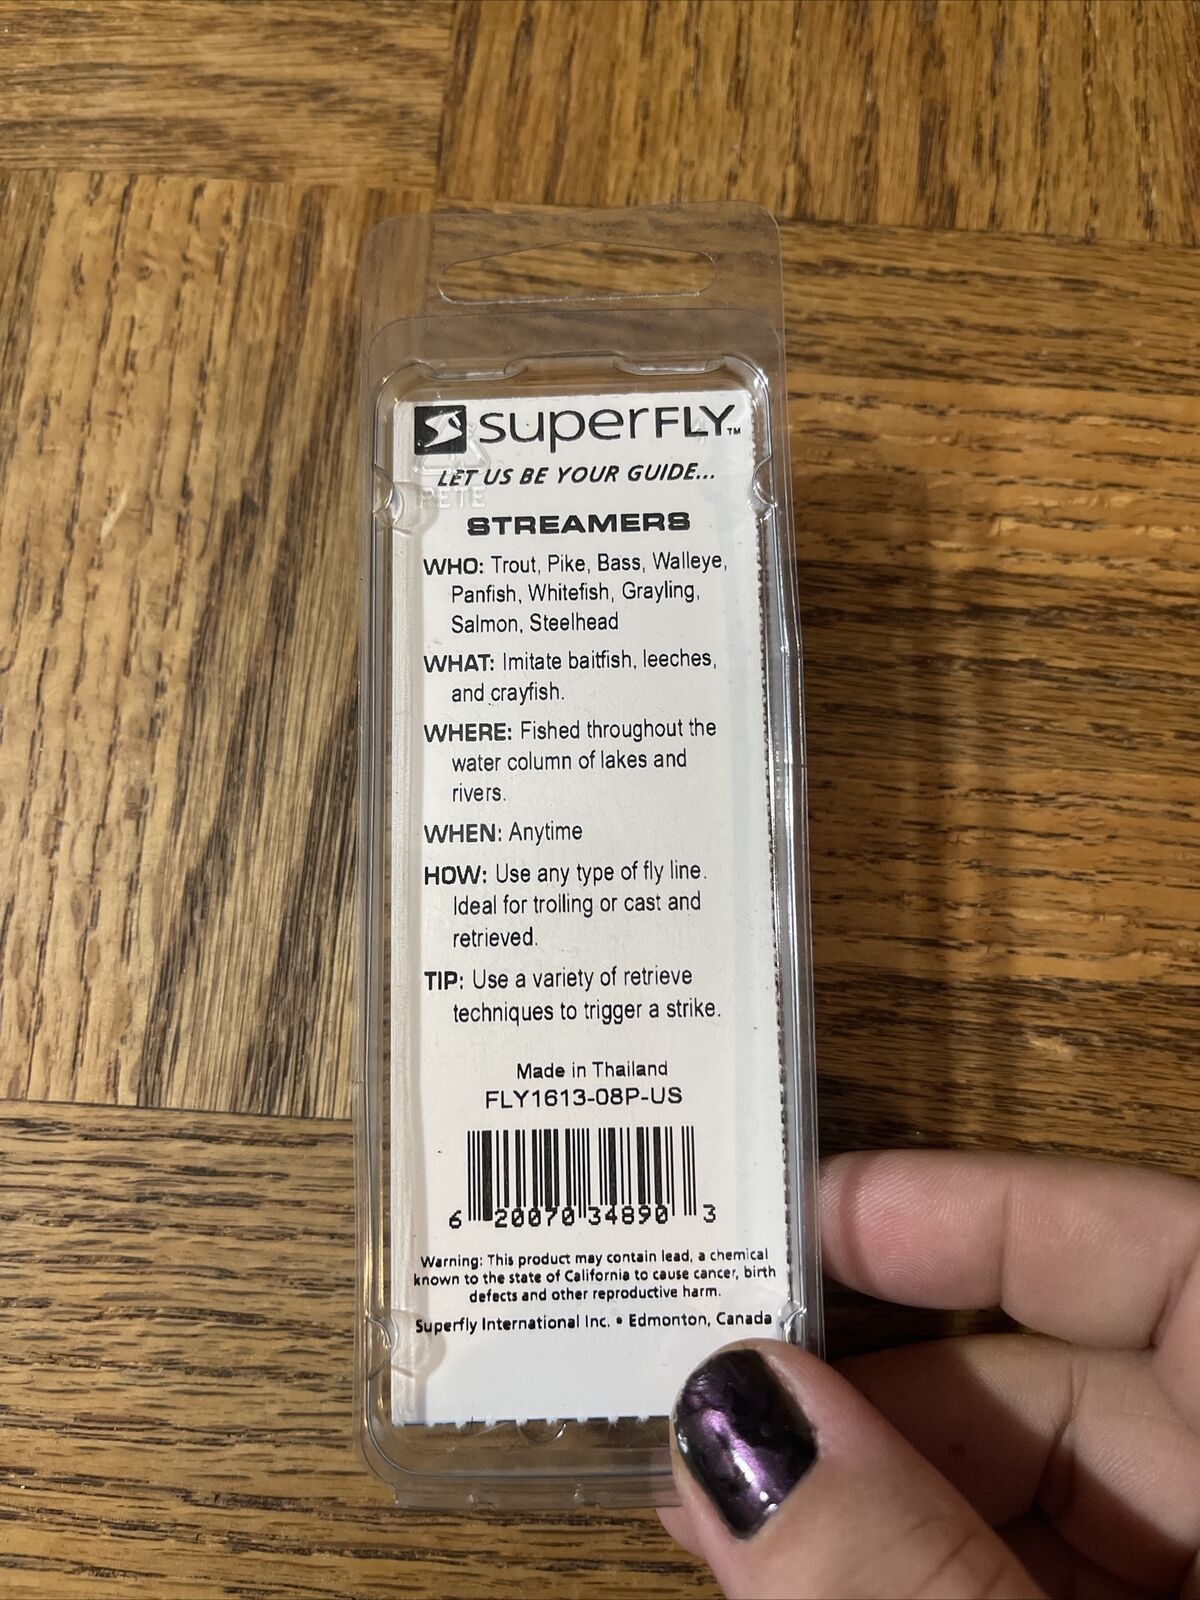 superFLY™
LET US BE YOUR GUIDE...
PETE
STREAMERS
WHO: Trout, Pike, Bass, Walleye,
Panfish, Whitefish, Grayling,
Salmon, Steelhead
WHAT: Imitate baitfish, leeches,
and crayfish.
WHERE: Fished throughout the
water column of lakes and
rivers.
WHEN: Anytime
HOW: Use any type of fly line.
Ideal for trolling or cast and
retrieved.
TIP: Use a variety of retrieve
techniques to trigger a strike.
Made in Thailand
FLY1613-08P-US
6 20070 34890 3
Warning: This product may contain lead, a chemical
known to the state of California to cause cancer, birth
defects and other reproductive harm.
Superfly International Inc. • Edmonton, Canada